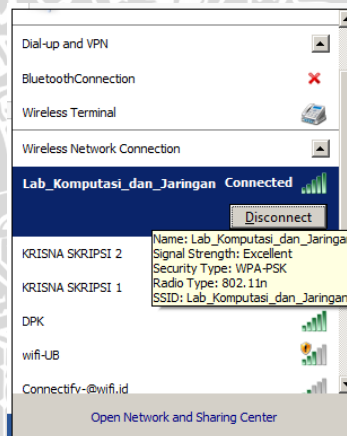 Dial-up and VPN
BluetoothConnection
Wireless Terminal
Wireless Network Connection
Lab_Komputasi_dan_Jaringan Connected
Disconnect
Name: Lab_Komputasi_dan_Jaringan
Signal Strength: Excellent
Security Type: WPA-PSK
Radio Type: 802.11n
SSID: Lab_Komputasi_dan_Jaringan
KRISNA SKRIPSI 2
KRISNA SKRIPSI 1
DPK
wifi-UB
Connectify-@wifi.id
Open Network and Sharing Center